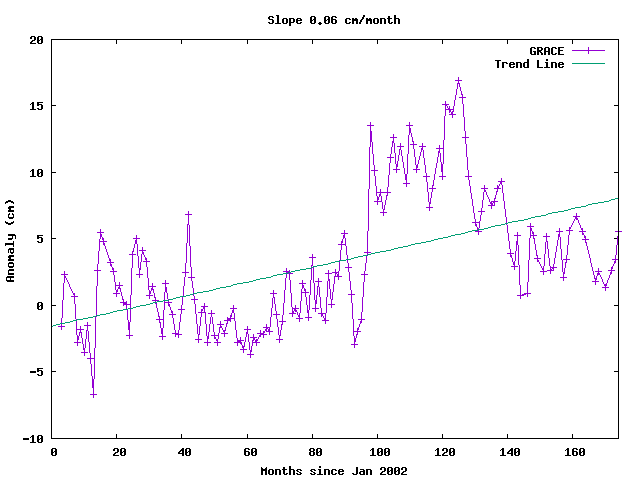 Slope 0.06 cm/month
GRACE
Trend Line
20
15
10
5
0
-5
-10
Anomaly (cm)
0 20 40 60 80 100 120 140 160
Months since Jan 2002